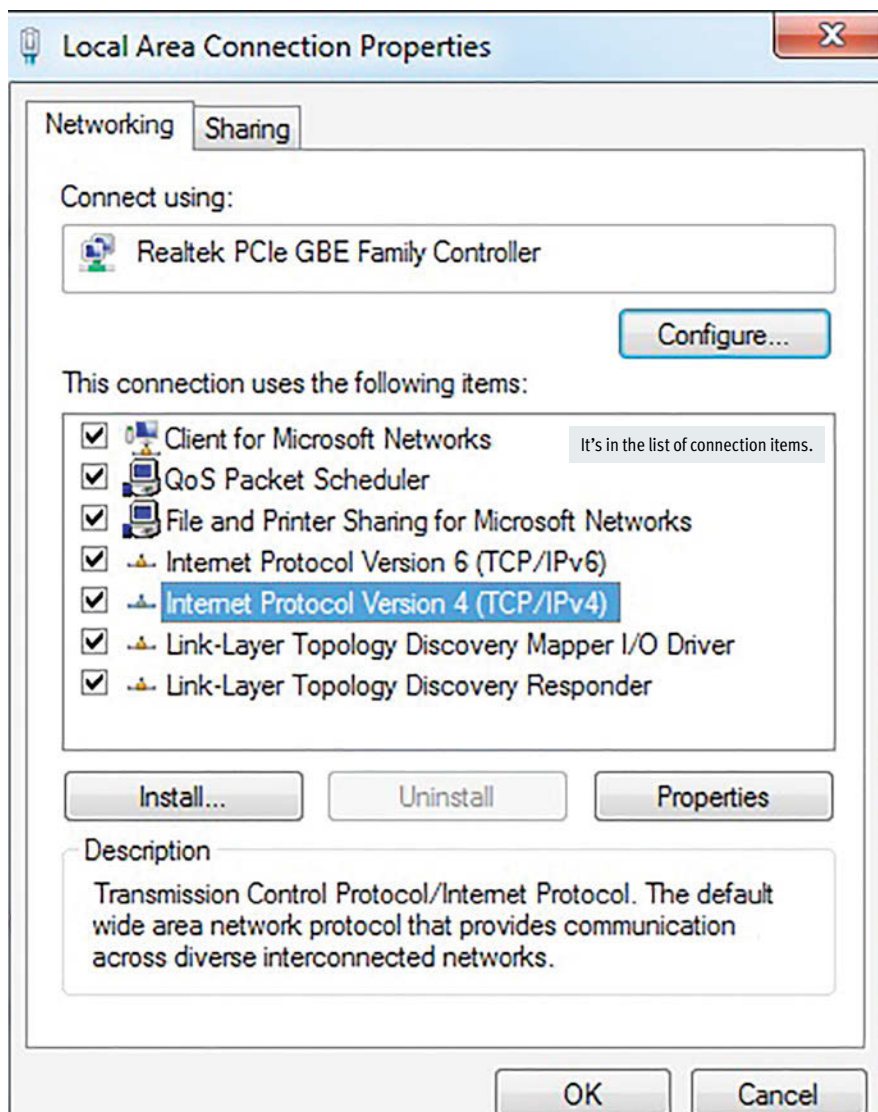 Local Area Connection Properties
Networking
Sharing
Connect using:
Realtek PCIe GBE Family Controller
Configure...
This connection uses the following items:
Client for Microsoft Networks
It's in the list of connection items.
QoS Packet Scheduler
File and Printer Sharing for Microsoft Networks
Internet Protocol Version 6 (TCP/IPv6)
Internet Protocol Version 4 (TCP/IPv4)
Link-Layer Topology Discovery Mapper I/O Driver
Link-Layer Topology Discovery Responder
Install...
Uninstall
Properties
Description
Transmission Control Protocol/Internet Protocol. The default
wide area network protocol that provides communication
across diverse interconnected networks.
OK
Cancel